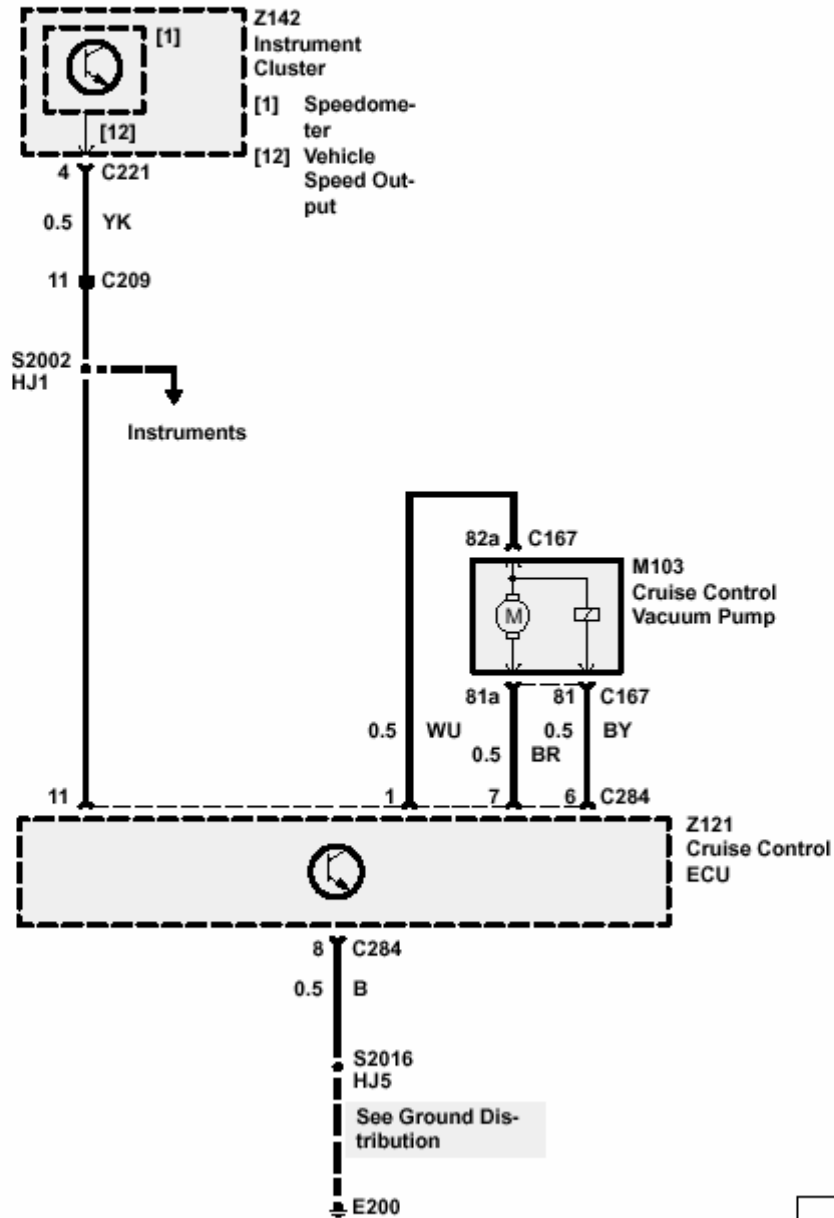 Z142
Instrument
Cluster
[1]
[1] Speedome-
ter
[12]
[12] Vehicle
Speed Out-
put
4 C221
0.5 YK
11 C209
S2002
HJ1
Instruments
82a C167
M103
Cruise Control
Vacuum Pump
M
81a 81 C167
0.5 WU 0.5 BY
0.5 BR
11 1 7 6 C284
Z121
Cruise Control
ECU
8 C284
0.5 B
S2016
HJ5
See Ground Dis-
tribution
E200